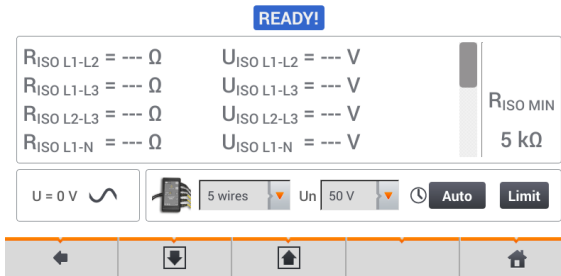 READY!
RISO L1-L2 = --- Ω UISO L1-L2 = --- V
RISO L1-L3 = --- Ω UISO L1-L3 = --- V
RISO L2-L3 = --- Ω UISO L2-L3 = --- V
RISO L1-N = --- Ω UISO L1-N = --- V
RISO MIN
5 kΩ
U = 0 V 5 wires Un 50 V Auto Limit